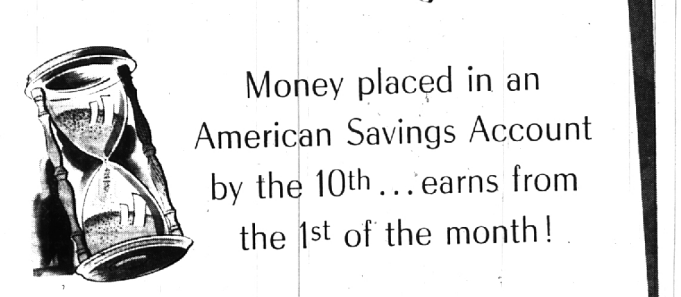 Money placed in an
American Savings Account
by the 10th...earns from
the 1st of the month!